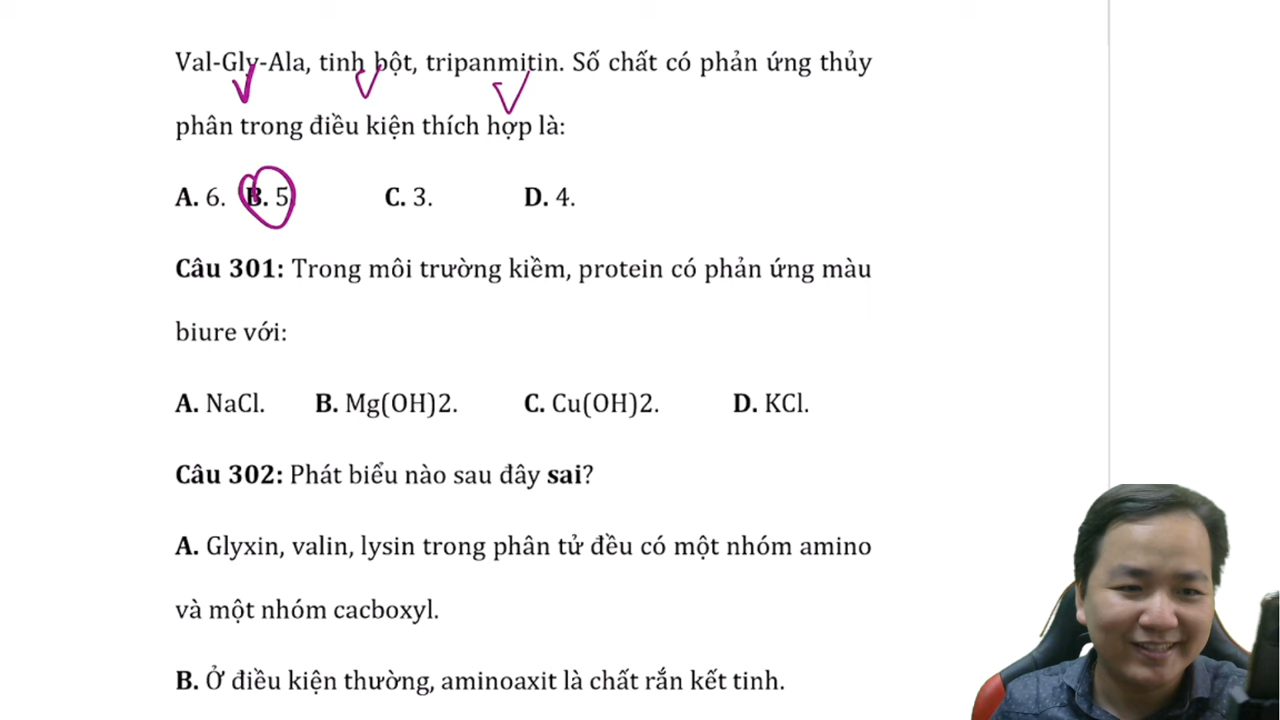 Val-Gly-Ala, tinh bột, tripanmitin. Số chất có phản ứng thủy
phân trong điều kiện thích hợp là:
A. 6. B. 5. C. 3. D. 4.
Câu 301: Trong môi trường kiềm, protein có phản ứng màu
biure với:
A. NaCl. B. Mg(OH)2. C. Cu(OH)2. D. KCl.
Câu 302: Phát biểu nào sau đây sai?
A. Glyxin, valin, lysin trong phân tử đều có một nhóm amino
và một nhóm cacboxyl.
B. Ở điều kiện thường, aminoaxit là chất rắn kết tinh.